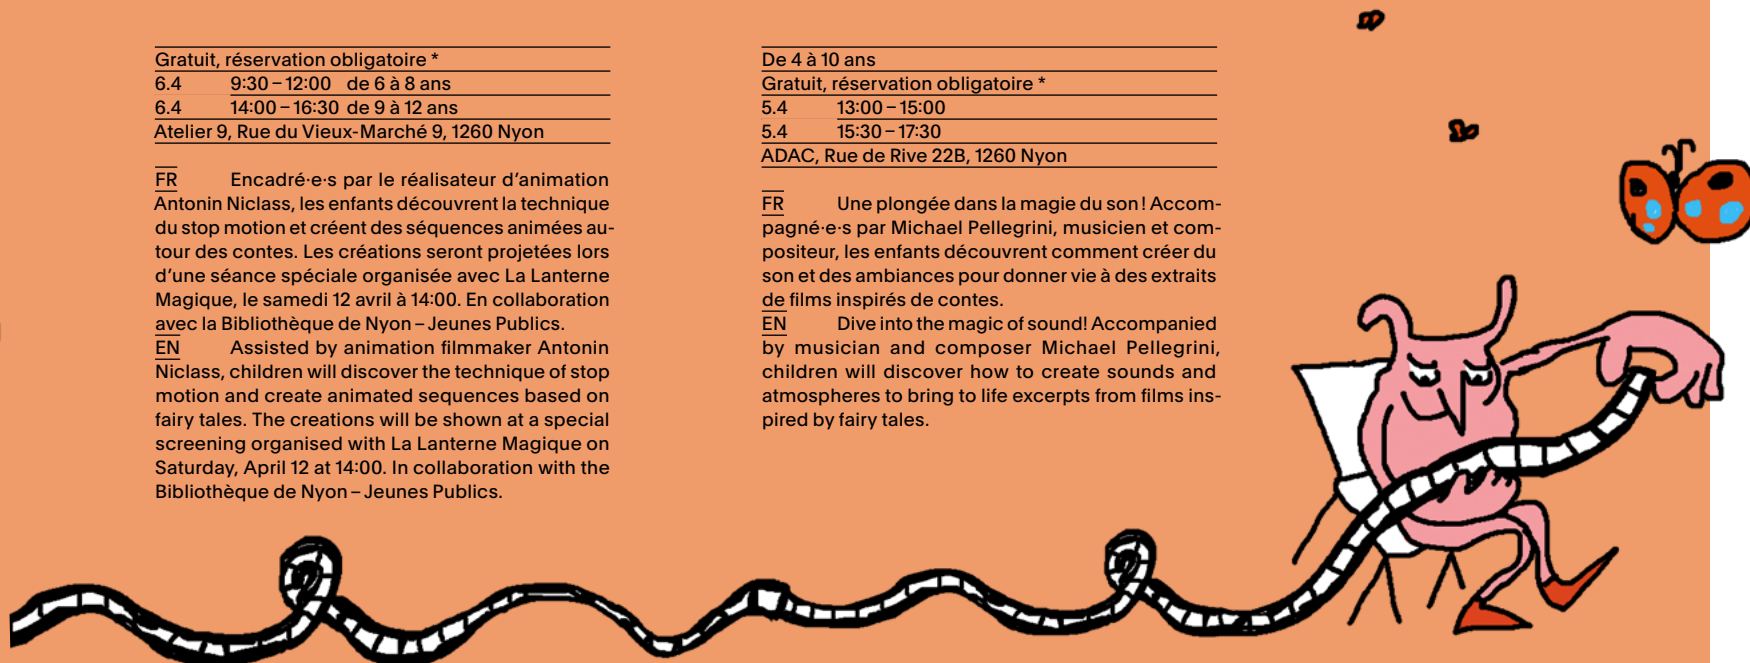 Gratuit, réservation obligatoire *
6.4 9:30 – 12:00 de 6 à 8 ans
6.4 14:00 – 16:30 de 9 à 12 ans
Atelier 9, Rue du Vieux-Marché 9, 1260 Nyon
FR Encadré·e·s par le réalisateur d’animation
Antonin Niclass, les enfants découvrent la technique
du stop motion et créent des séquences animées au-
tour des contes. Les créations seront projetées lors
d’une séance spéciale organisée avec La Lanterne
Magique, le samedi 12 avril à 14:00. En collaboration
avec la Bibliothèque de Nyon – Jeunes Publics.
EN Assisted by animation filmmaker Antonin
Niclass, children will discover the technique of stop
motion and create animated sequences based on
fairy tales. The creations will be shown at a special
screening organised with La Lanterne Magique on
Saturday, April 12 at 14:00. In collaboration with the
Bibliothèque de Nyon – Jeunes Publics.
De 4 à 10 ans
Gratuit, réservation obligatoire *
5.4 13:00 – 15:00
5.4 15:30 – 17:30
ADAC, Rue de Rive 22B, 1260 Nyon
FR Une plongée dans la magie du son ! Accom-
pagné·e·s par Michael Pellegrini, musicien et com-
positeur, les enfants découvrent comment créer du
son et des ambiances pour donner vie à des extraits
de films inspirés de contes.
EN Dive into the magic of sound! Accompanied
by musician and composer Michael Pellegrini,
children will discover how to create sounds and
atmospheres to bring to life excerpts from films ins-
pired by fairy tales.